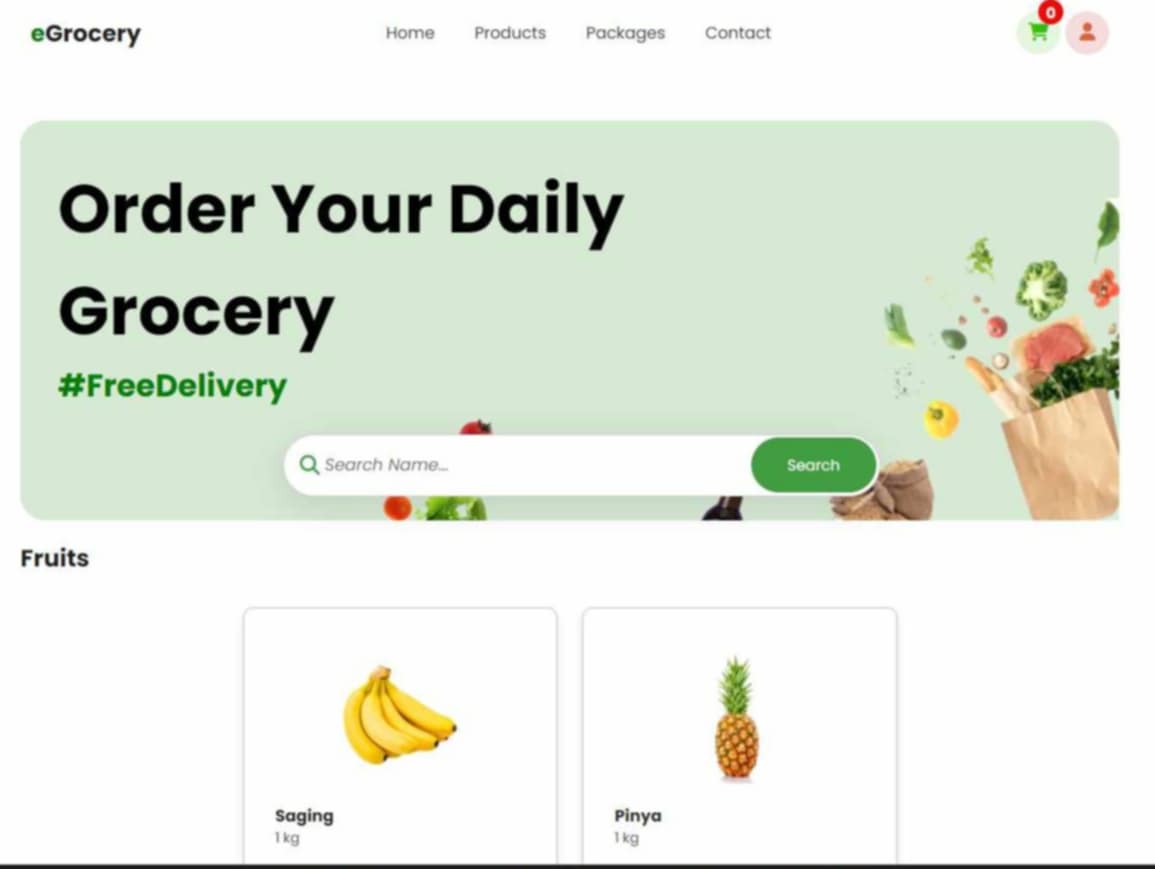 eGrocery
Home Products Packages Contact
0
Order Your Daily
Grocery
#FreeDelivery
Search Name...
Search
Fruits
Saging
1 kg
Pinya
1 kg